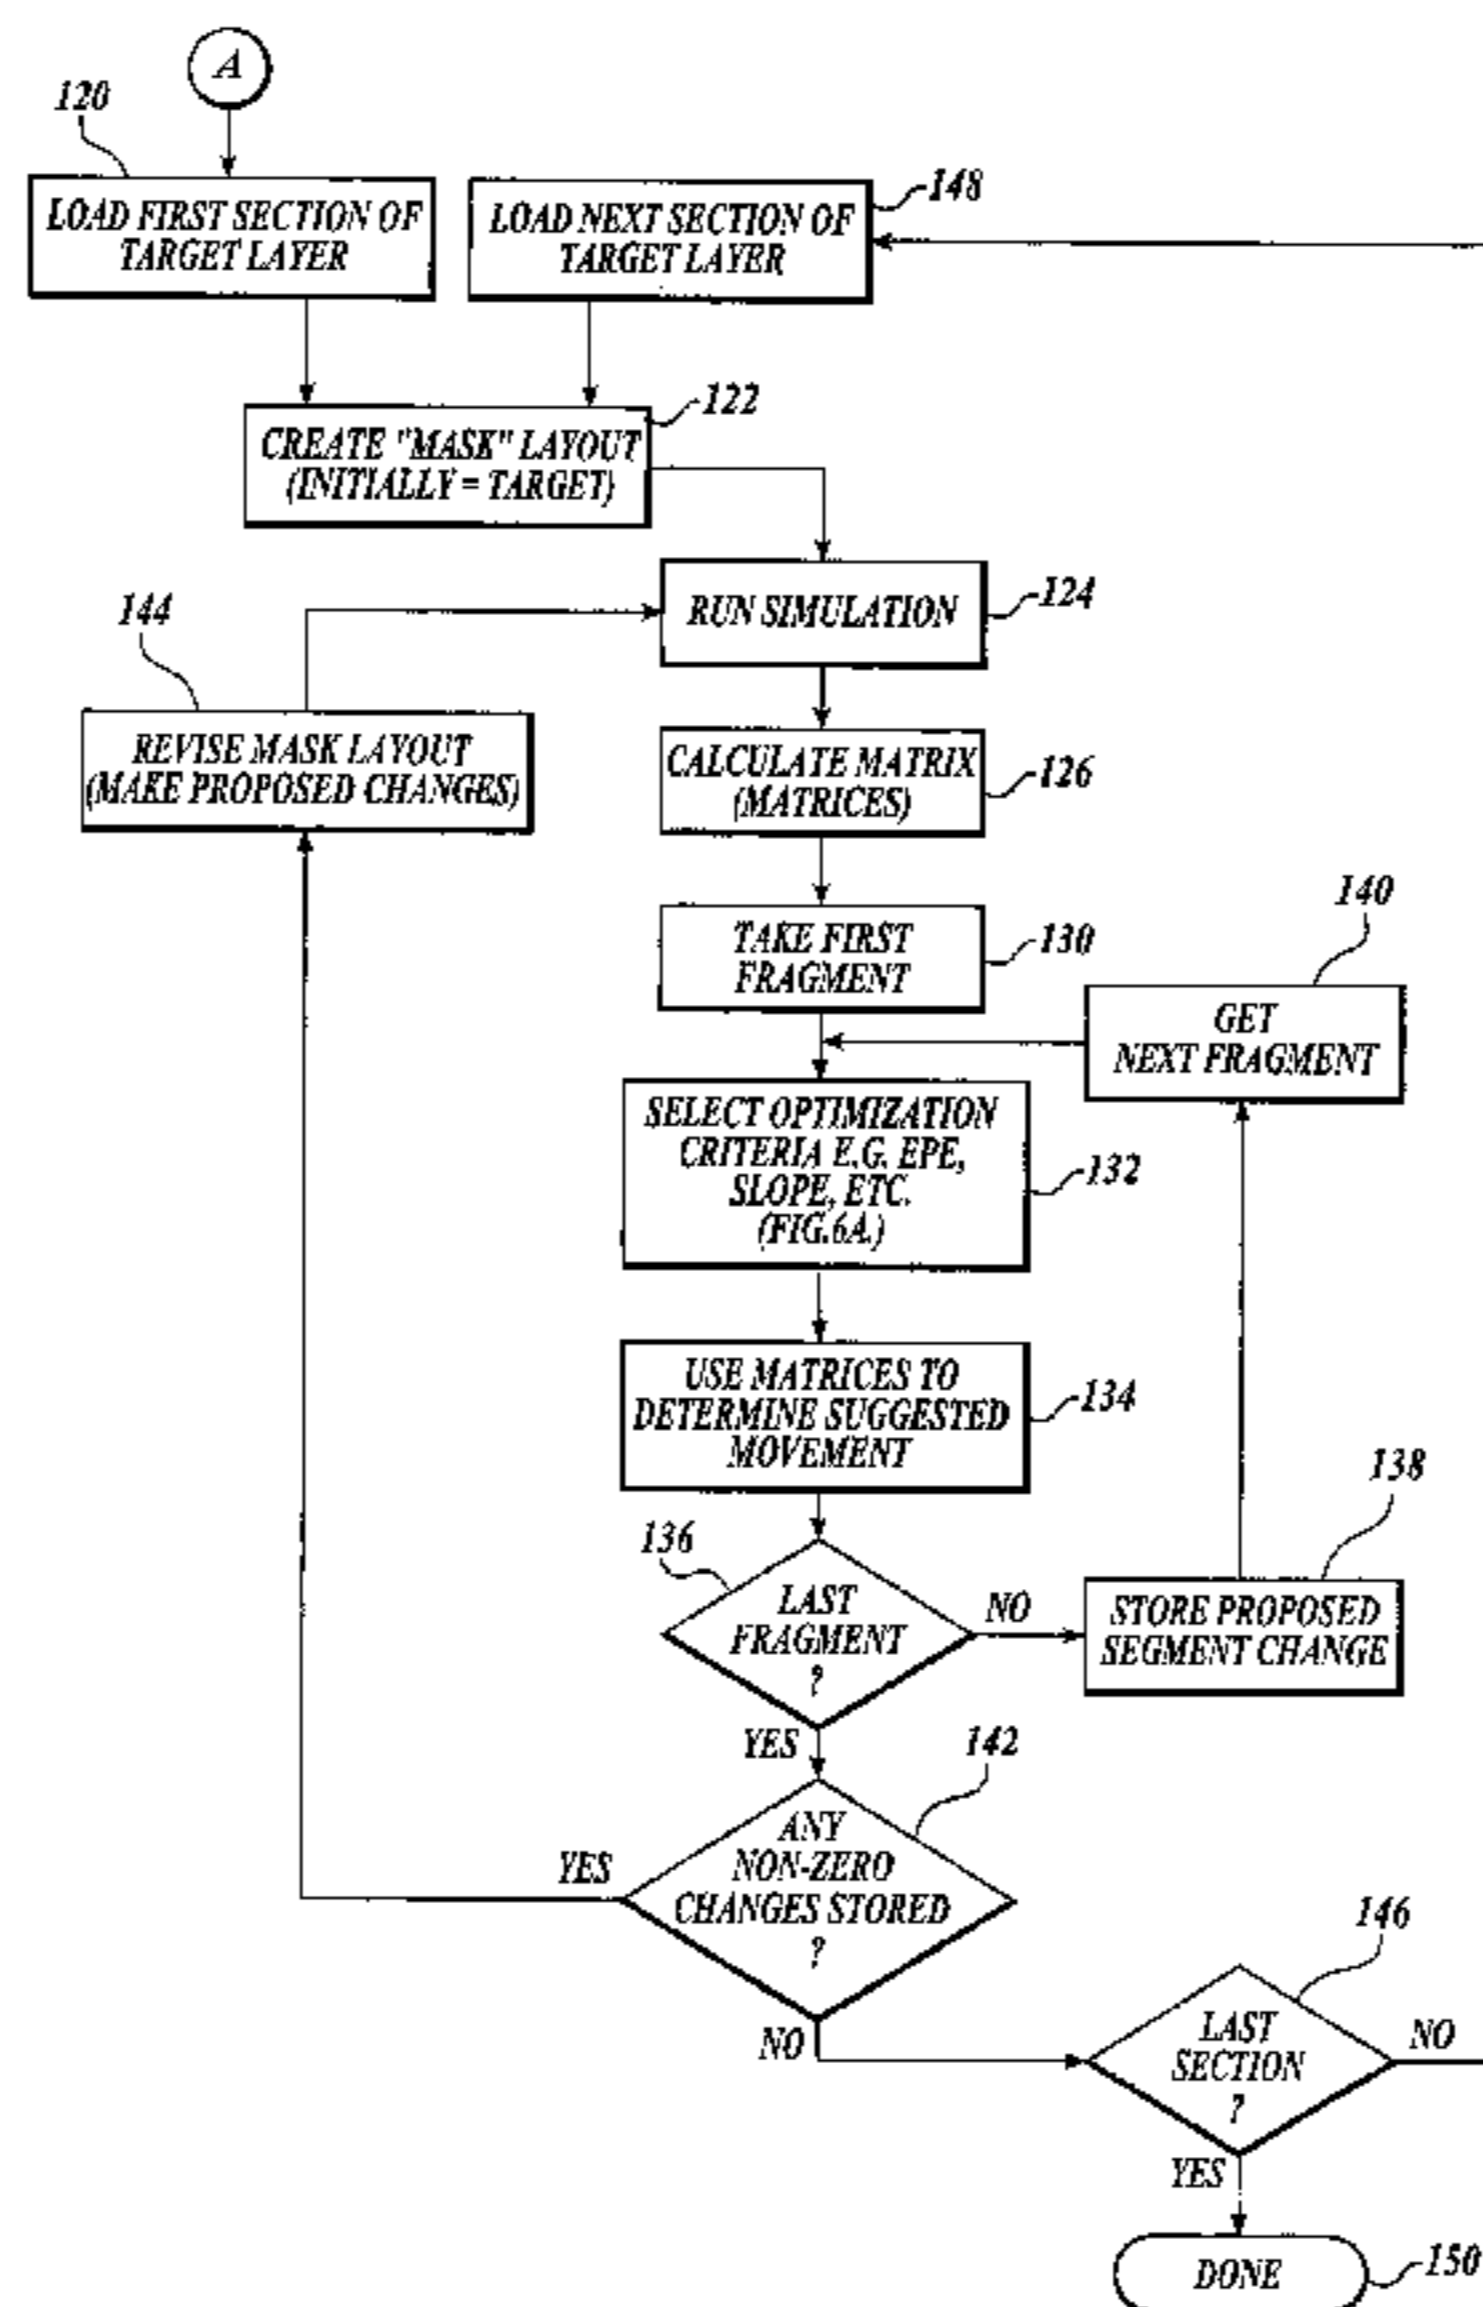 A
120
LOAD FIRST SECTION OF
TARGET LAYER
LOAD NEXT SECTION OF
TARGET LAYER
148
CREATE "MASK" LAYOUT
(INITIALLY = TARGET)
122
RUN SIMULATION
124
144
REVISE MASK LAYOUT
(MAKE PROPOSED CHANGES)
CALCULATE MATRIX
(MATRICES)
126
TAKE FIRST
FRAGMENT
130
140
GET
NEXT FRAGMENT
SELECT OPTIMIZATION
CRITERIA E.G. EPE,
SLOPE, ETC.
(FIG.6A.)
132
USE MATRICES TO
DETERMINE SUGGESTED
MOVEMENT
134
136
LAST
FRAGMENT
?
NO
138
STORE PROPOSED
SEGMENT CHANGE
YES
142
ANY
NON-ZERO
CHANGES STORED
?
YES
NO
146
LAST
SECTION
?
NO
YES
DONE
150